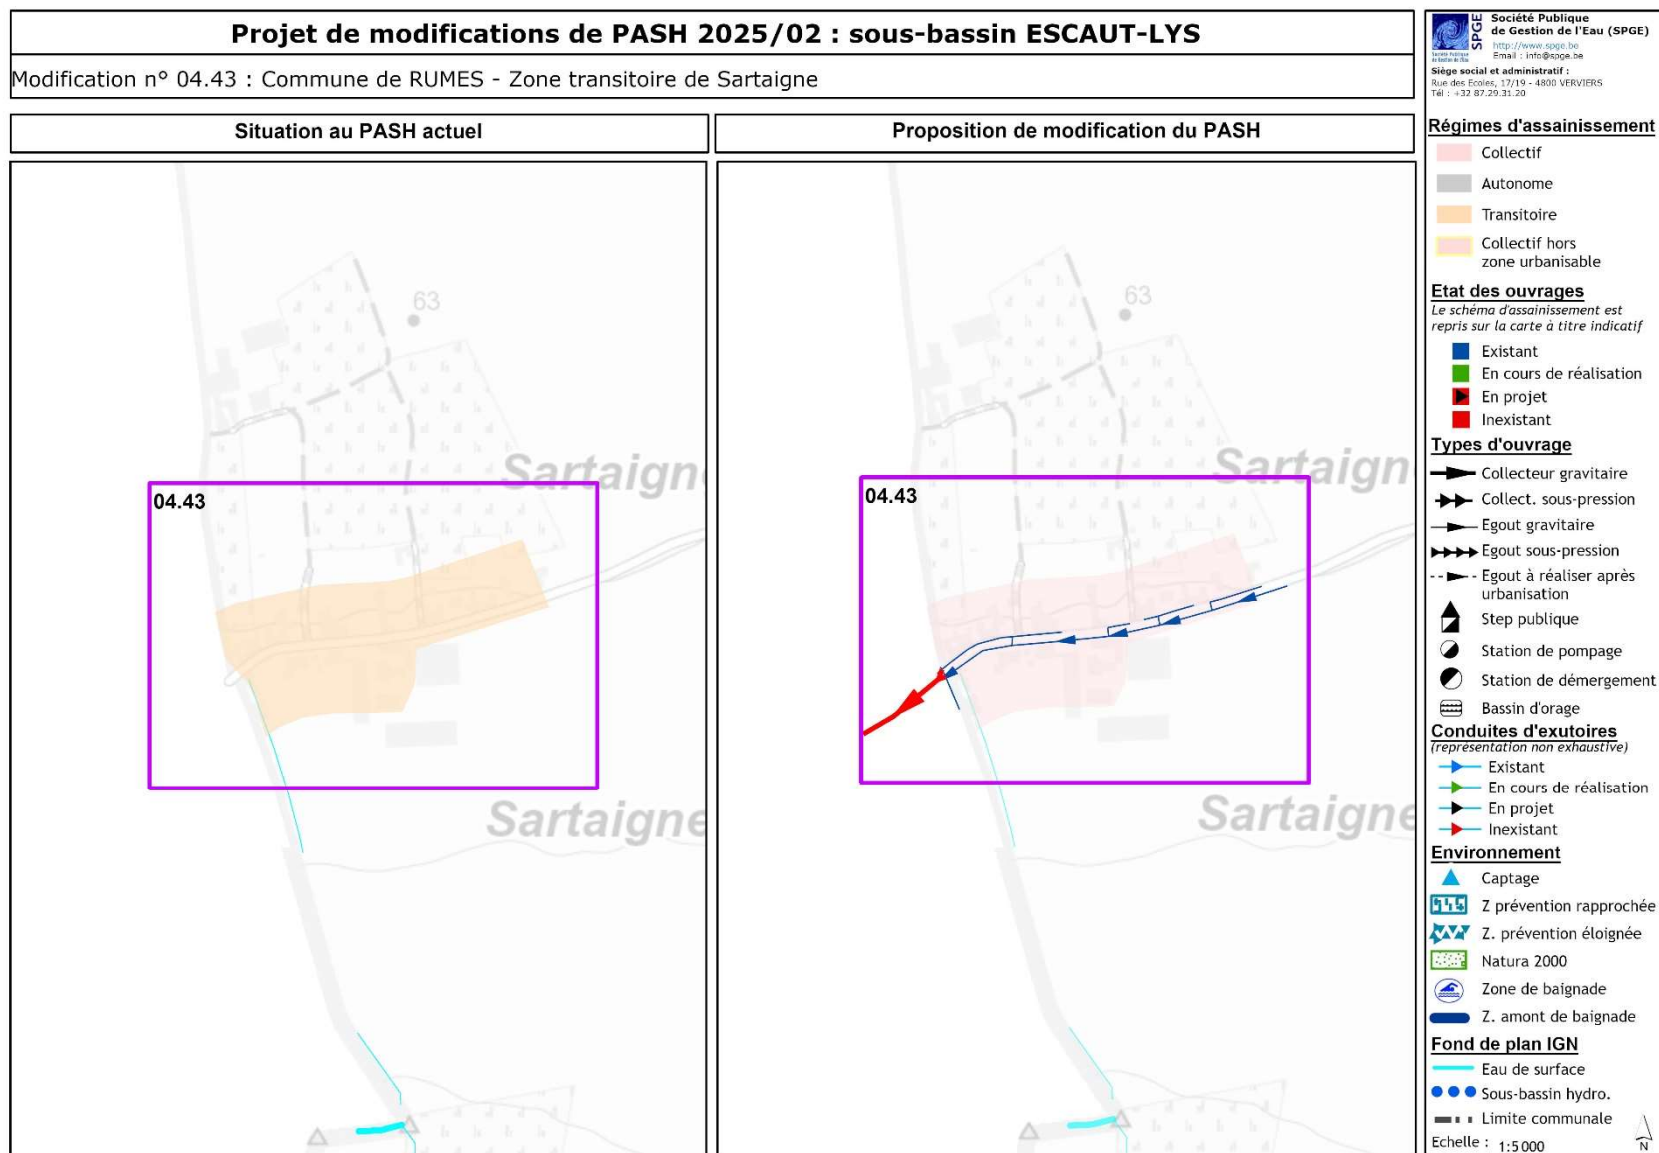 Projet de modifications de PASH 2025/02 : sous-bassin ESCAUT-LYS
Modification n° 04.43 : Commune de RUMES - Zone transitoire de Sartaigne
Situation au PASH actuel
63
Sartaigne
04.43
Sartaigne
Proposition de modification du PASH
63
Sartaign
04.43
Sartaigne
SPGE
Société Publique
de Gestion de l'Eau (SPGE)
http://www.spge.be
Email : info@spge.be
Société Publique
de Gestion de l'Eau
Siège social et administratif :
Rue des Ecoles, 17/19 - 4800 VERVIERS
Tél : +32 87.29.31.20
Régimes d'assainissement
Collectif
Autonome
Transitoire
Collectif hors
zone urbanisable
Etat des ouvrages
Le schéma d'assainissement est
repris sur la carte à titre indicatif
Existant
En cours de réalisation
En projet
Inexistant
Types d'ouvrage
Collecteur gravitaire
Collect. sous-pression
Egout gravitaire
Egout sous-pression
Egout à réaliser après
urbanisation
Step publique
Station de pompage
Station de démergement
Bassin d'orage
Conduites d'exutoires
(représentation non exhaustive)
Existant
En cours de réalisation
En projet
Inexistant
Environnement
Captage
Z prévention rapprochée
Z. prévention éloignée
Natura 2000
Zone de baignade
Z. amont de baignade
Fond de plan IGN
Eau de surface
Sous-bassin hydro.
Limite communale
Echelle : 1:5 000
N